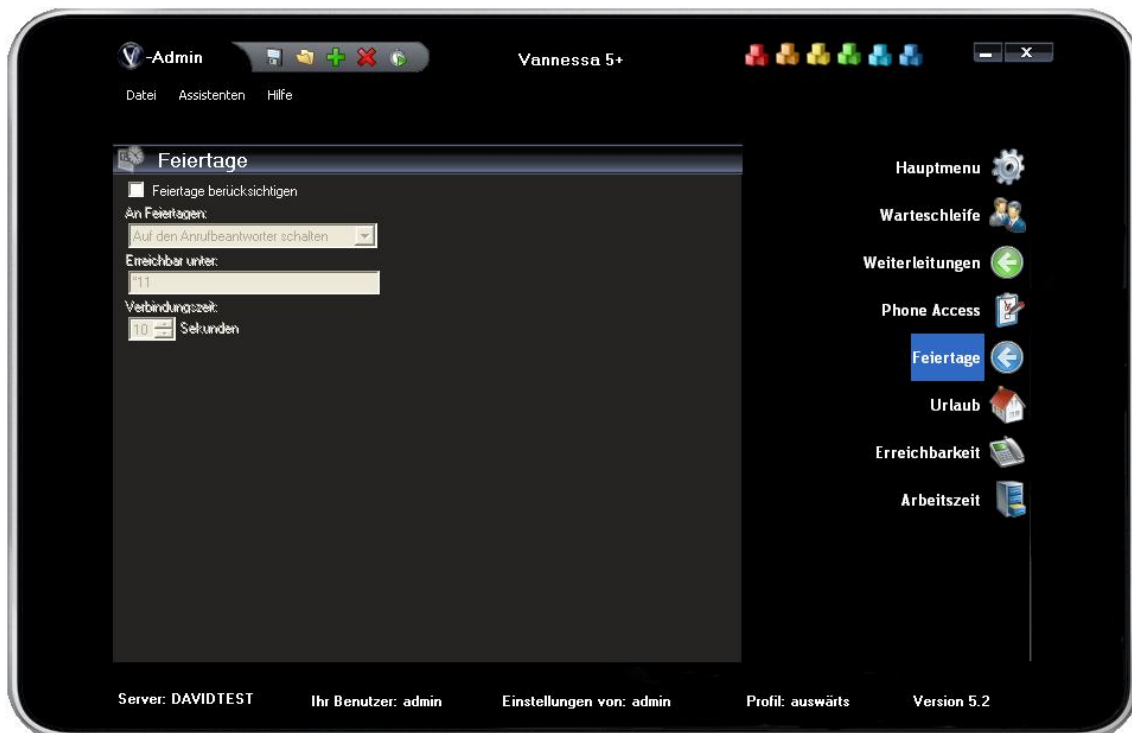 V-Admin
Vannessa 5+
X
Datei Assistenten Hilfe
Feiertage
Feiertage berücksichtigen
An Feiertagen:
Auf den Anrufbeantworter schalten
Erreichbar unter:
*11
Verbindungszeit:
10 Sekunden
Hauptmenu
Warteschleife
Weiterleitungen
Phone Access
Feiertage
Urlaub
Erreichbarkeit
Arbeitszeit
Server: DAVIDTEST Ihr Benutzer: admin Einstellungen von: admin Profil: auswärts Version 5.2